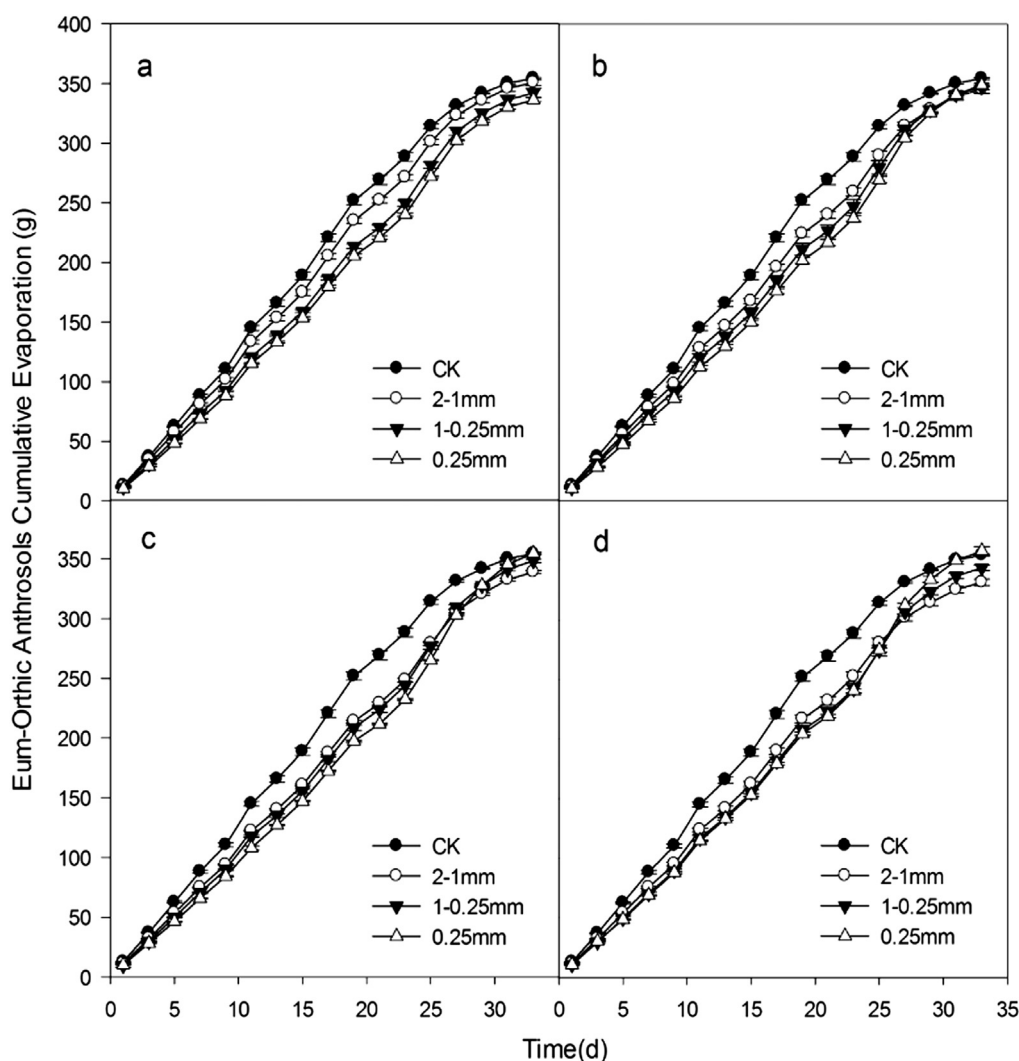 Eum-Orthic Anthrosols Cumulative Evaporation (g)
400
350
300
250
200
150
100
50
0
a
CK
2-1mm
1-0.25mm
0.25mm
b
CK
2-1mm
1-0.25mm
0.25mm
350
300
250
200
150
100
50
0
c
CK
2-1mm
1-0.25mm
0.25mm
d
CK
2-1mm
1-0.25mm
0.25mm
0 5 10 15 20 25 30 0 5 10 15 20 25 30 35
Time(d)